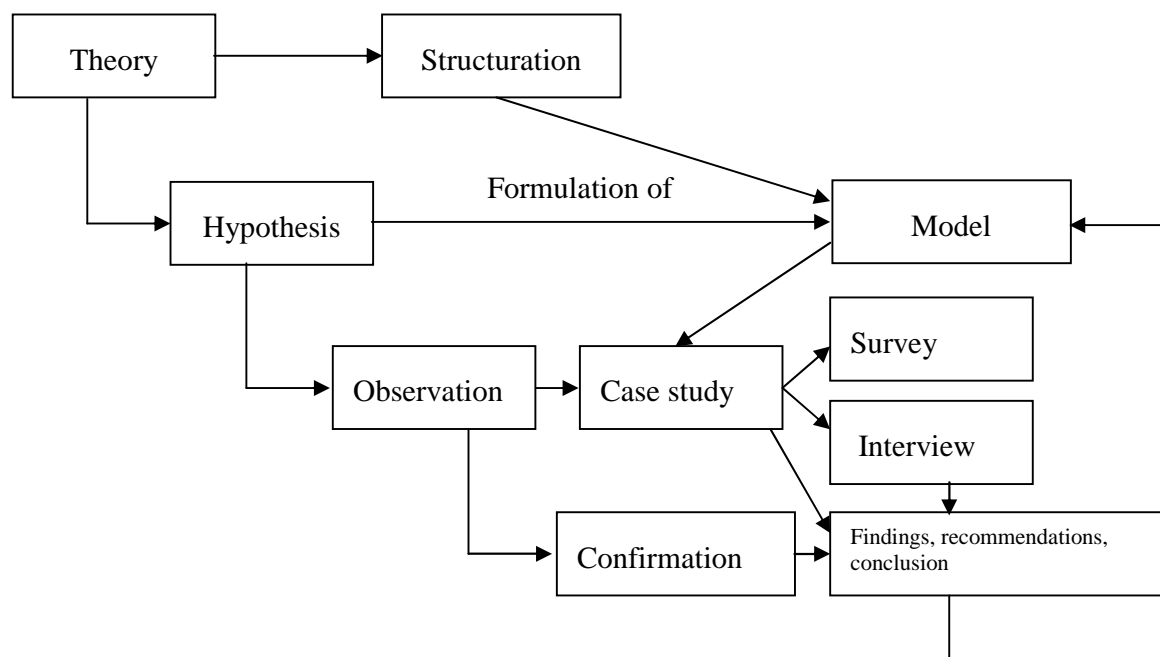 Theory
Structuration
Formulation of
Hypothesis
Model
Survey
Observation
Case study
Interview
Findings, recommendations,
conclusion
Confirmation